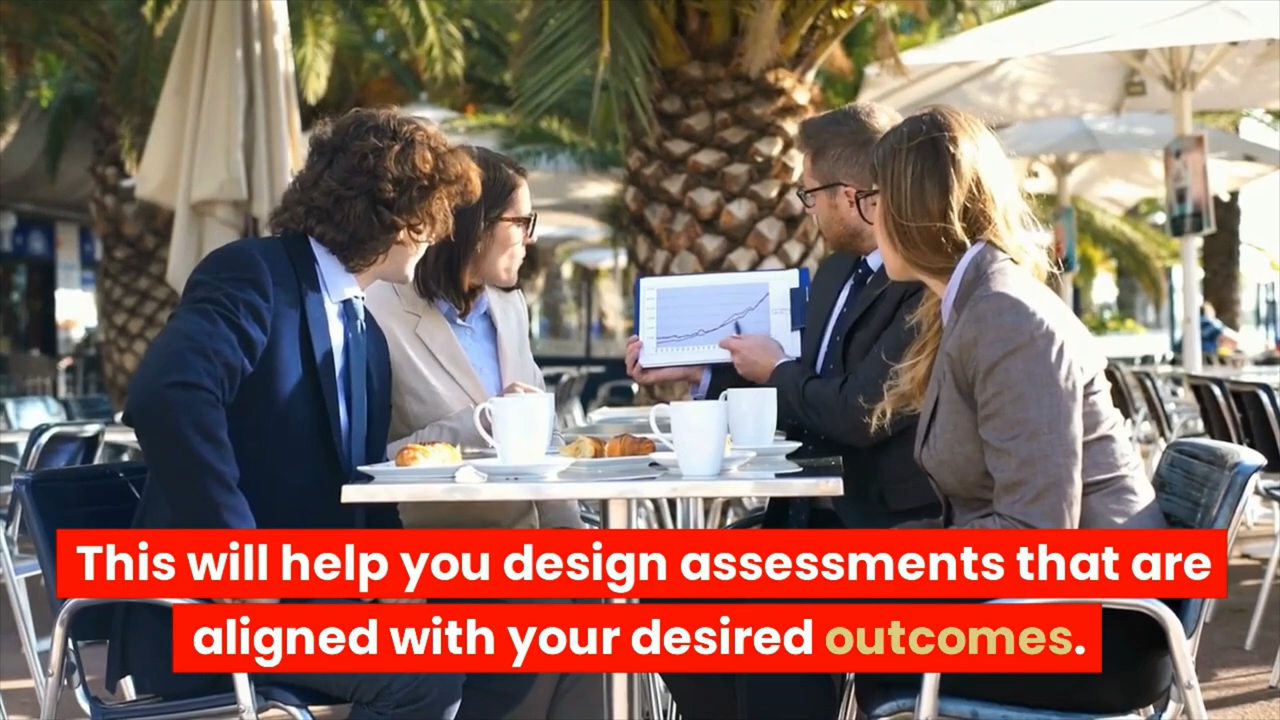 This will help you design assessments that are
aligned with your desired outcomes.